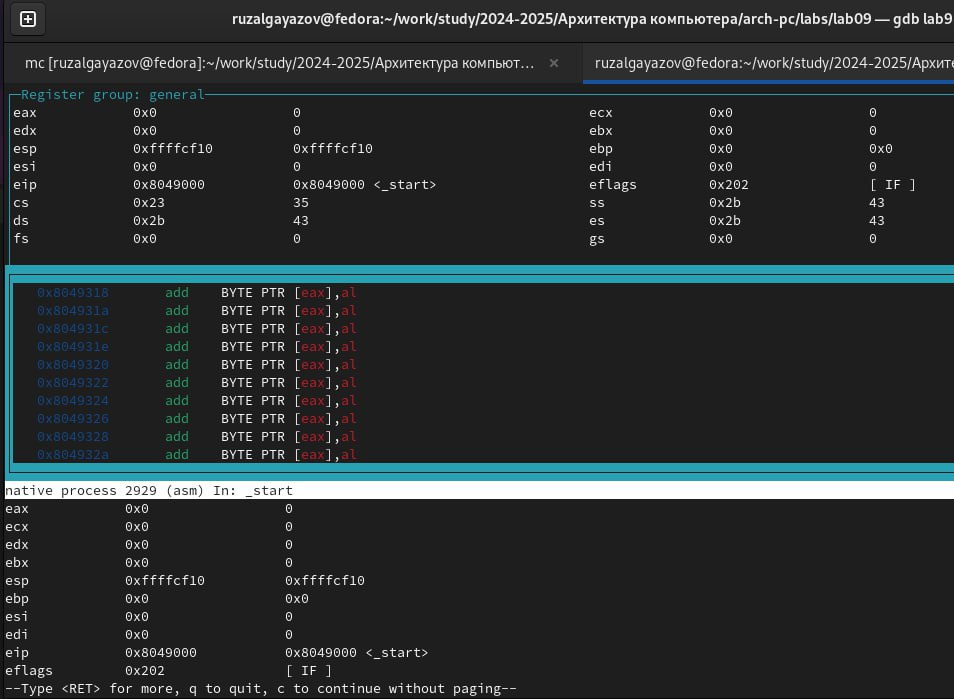 ruzalgayazov@fedora:~/work/study/2024-2025/Архитектура компьютера/arch-pc/labs/lab09 — gdb lab9
mc [ruzalgayazov@fedora]:~/work/study/2024-2025/Архитектура компьют… × ruzalgayazov@fedora:~/work/study/2024-2025/Архите
Register group: general
eax 0x0 0 ecx 0x0 0
edx 0x0 0 ebx 0x0 0
esp 0xffffcf10 0xffffcf10 ebp 0x0 0x0
esi 0x0 0 edi 0x0 0
eip 0x8049000 0x8049000 <_start> eflags 0x202 [ IF ]
cs 0x23 35 ss 0x2b 43
ds 0x2b 43 es 0x2b 43
fs 0x0 0 gs 0x0 0
0x8049318 add BYTE PTR [eax],al
0x804931a add BYTE PTR [eax],al
0x804931c add BYTE PTR [eax],al
0x804931e add BYTE PTR [eax],al
0x8049320 add BYTE PTR [eax],al
0x8049322 add BYTE PTR [eax],al
0x8049324 add BYTE PTR [eax],al
0x8049326 add BYTE PTR [eax],al
0x8049328 add BYTE PTR [eax],al
0x804932a add BYTE PTR [eax],al
native process 2929 (asm) In: _start
eax 0x0 0
ecx 0x0 0
edx 0x0 0
ebx 0x0 0
esp 0xffffcf10 0xffffcf10
ebp 0x0 0x0
esi 0x0 0
edi 0x0 0
eip 0x8049000 0x8049000 <_start>
eflags 0x202 [ IF ]
--Type <RET> for more, q to quit, c to continue without paging--